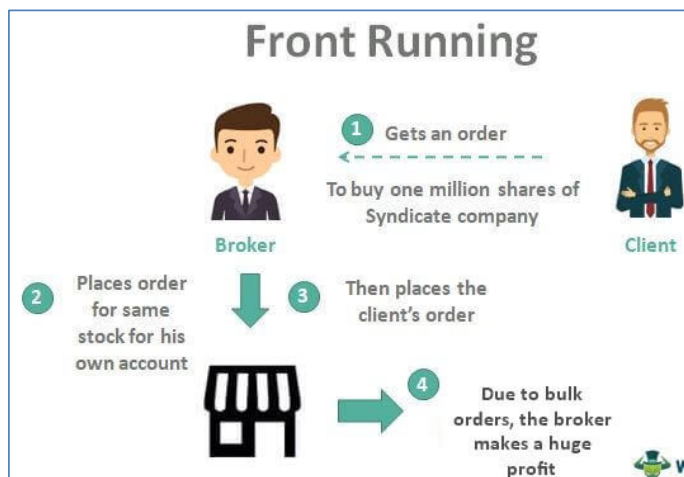 Front Running
1 Gets an order
To buy one million shares of
Syndicate company
Broker
Client
2 Places order
for same
stock for his
own account
3 Then places the
client's order
4 Due to bulk
orders, the broker
makes a huge
profit
W